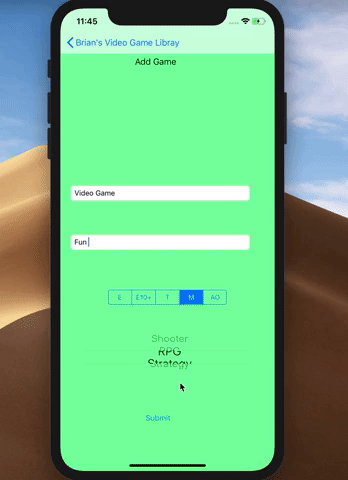 11:45
Brian's Video Game Libray
Add Game
Video Game
Fun
E E10+ T M AO
Shooter
RPG
Strategy
Submit